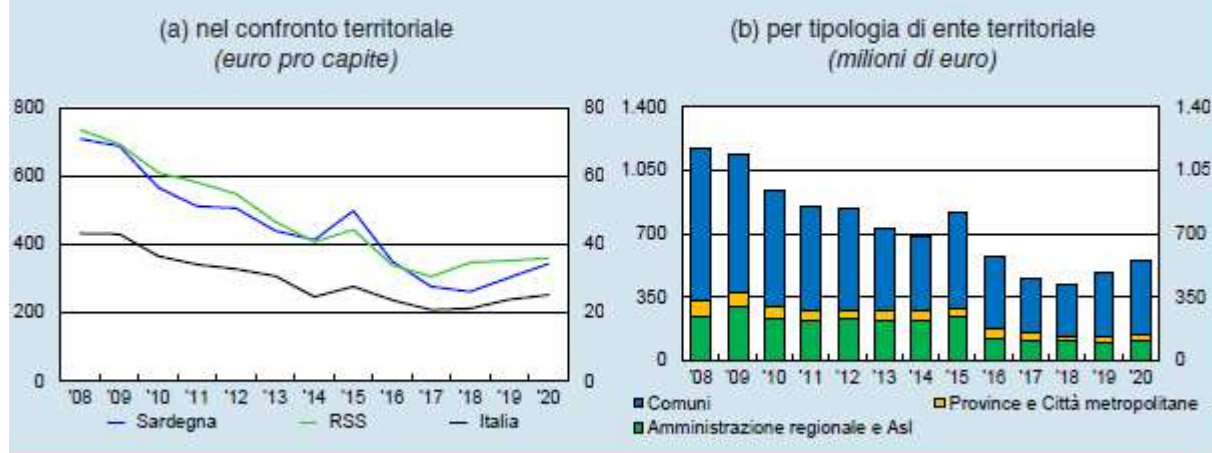 (a) nel confronto territoriale
(euro pro capite)
800
600
400
200
0
80
60
40
20
0
'08 '09 '10 '11 '12 '13 '14 '15 '16 '17 '18 '19 '20
Sardegna RSS Italia
(b) per tipologia di ente territoriale
(milioni di euro)
1.400
1.050
700
350
0
1.40
1.05
700
350
0
'08 '09 '10 '11 '12 '13 '14 '15 '16 '17 '18 '19 '20
Comuni Province e Città metropolitane
Amministrazione regionale e Asl